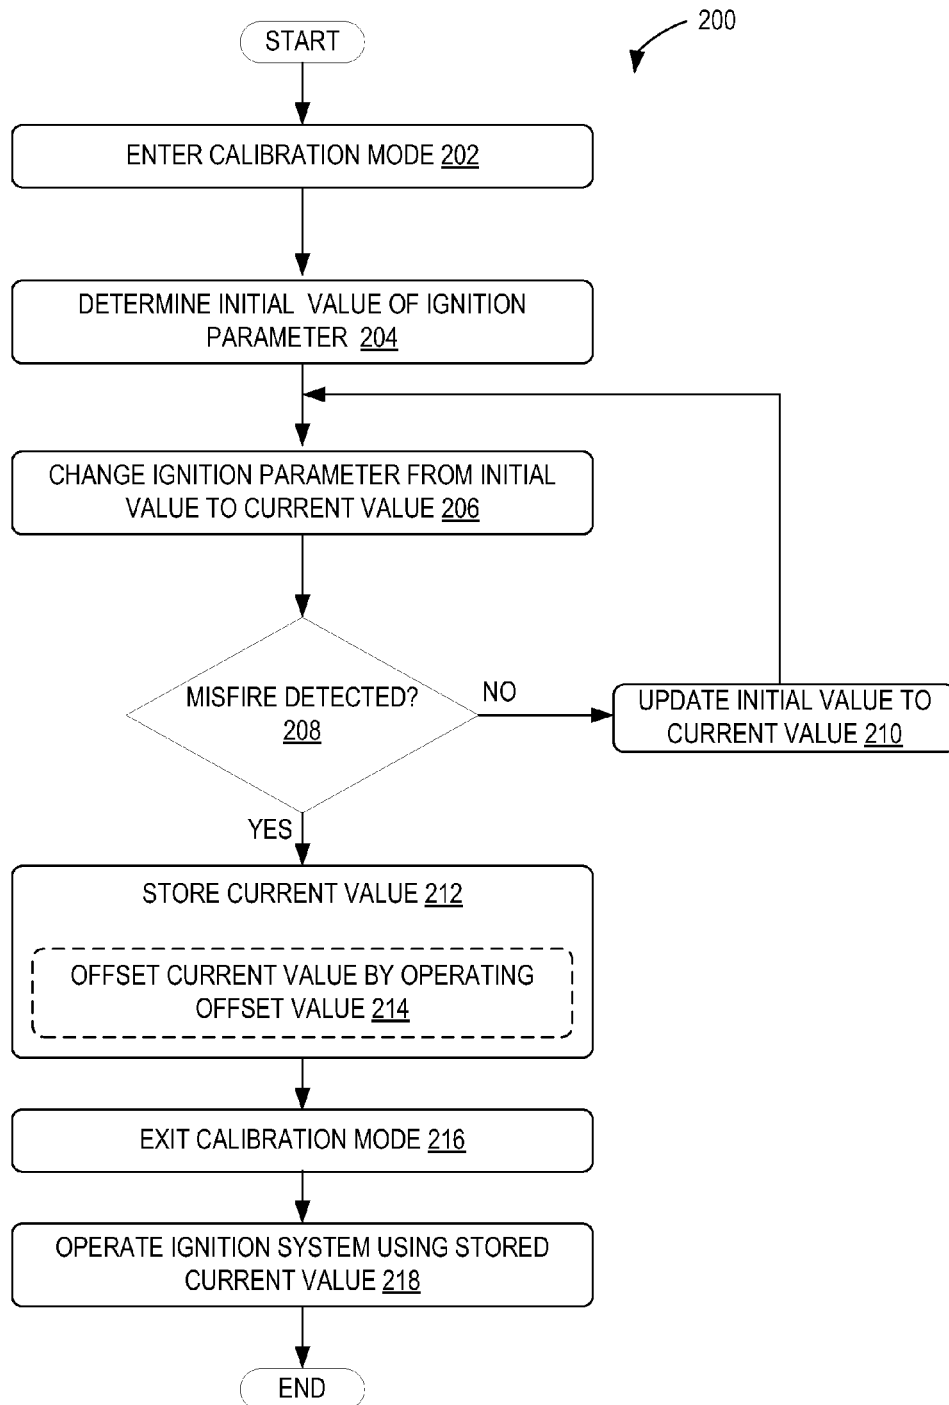 START
200
ENTER CALIBRATION MODE 202
DETERMINE INITIAL VALUE OF IGNITION
PARAMETER 204
CHANGE IGNITION PARAMETER FROM INITIAL
VALUE TO CURRENT VALUE 206
MISFIRE DETECTED?
208
NO
UPDATE INITIAL VALUE TO
CURRENT VALUE 210
YES
STORE CURRENT VALUE 212
OFFSET CURRENT VALUE BY OPERATING
OFFSET VALUE 214
EXIT CALIBRATION MODE 216
OPERATE IGNITION SYSTEM USING STORED
CURRENT VALUE 218
END